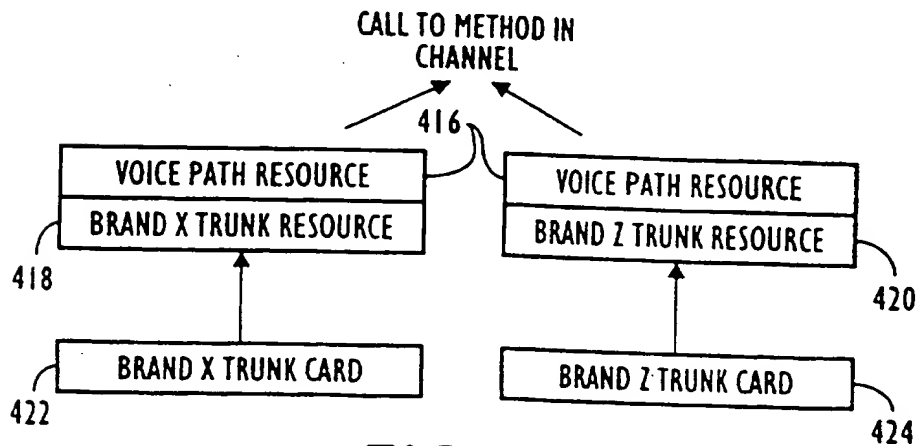 CALL TO METHOD IN
CHANNEL
416
VOICE PATH RESOURCE
BRAND X TRUNK RESOURCE
418
VOICE PATH RESOURCE
BRAND Z TRUNK RESOURCE
420
BRAND X TRUNK CARD
422
BRAND Z TRUNK CARD
424